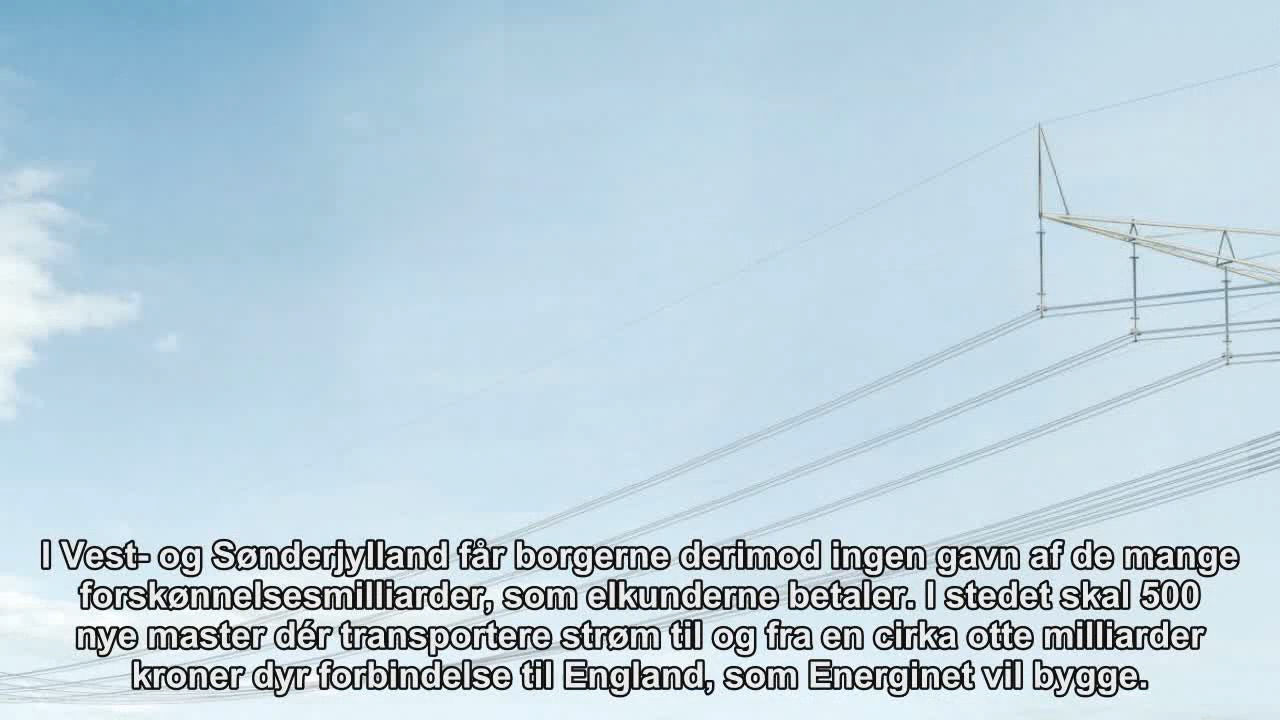 I Vest- og Sønderjylland får borgerne derimod ingen gavn af de mange
forskønnelsesmilliarder, som elkunderne betaler. I stedet skal 500
nye master dér transportere strøm til og fra en cirka otte milliarder
kroner dyr forbindelse til England, som Energinet vil bygge.